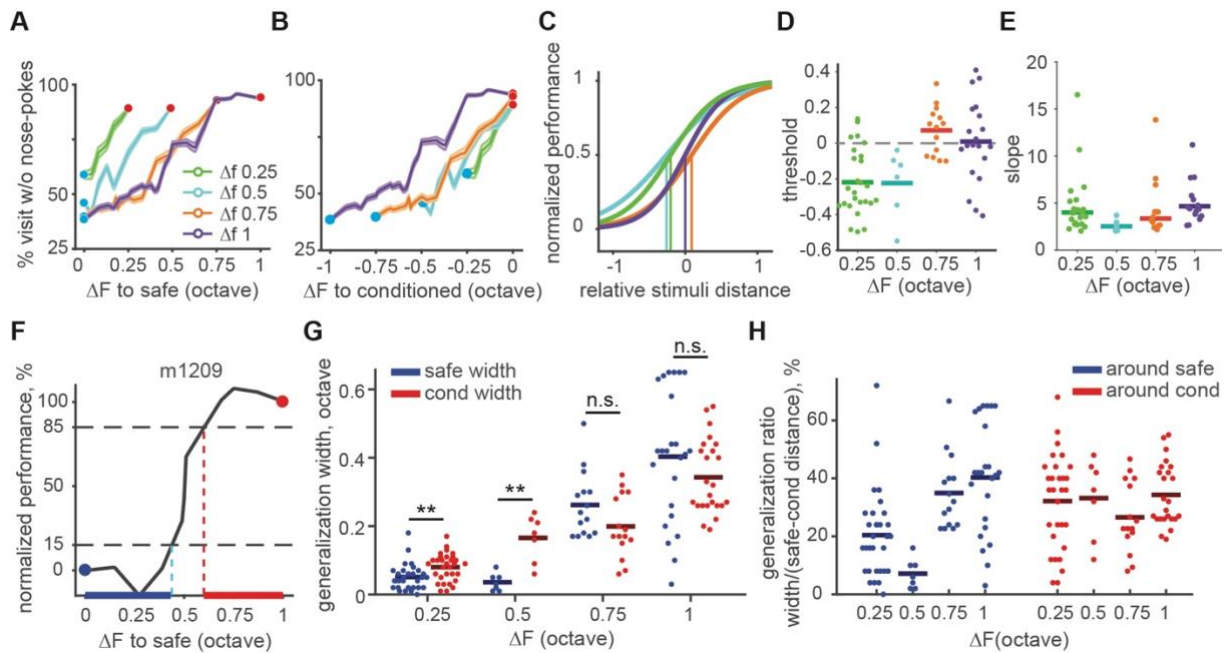 A
% visit w/o nose-pokes
100
50
25
0
0.25
0.5
0.75
1
Δf 0.25
Δf 0.5
Δf 0.75
Δf 1
ΔF to safe (octave)
B
100
50
25
-1
-0.75
-0.5
-0.25
0
ΔF to conditioned (octave)
C
normalized performance
1
0.5
0
-1
0
1
relative stimuli distance
D
threshold
0.4
0.2
0
-0.2
-0.4
-0.6
0.25
0.5
0.75
1
ΔF (octave)
E
slope
20
15
10
5
0
0.25
0.5
0.75
1
ΔF (octave)
F
m1209
normalized performance, %
100
85
50
15
0
0
0.25
0.5
0.75
1
ΔF to safe (octave)
G
generalization width, octave
safe width
cond width
0.6
0.4
0.2
0
**
**
n.s.
n.s.
0.25
0.5
0.75
1
ΔF (octave)
H
generalization ratio
width/(safe-cond distance), %
around safe
around cond
60
40
20
0
0.25
0.5
0.75
1
0.25
0.5
0.75
1
ΔF(octave)